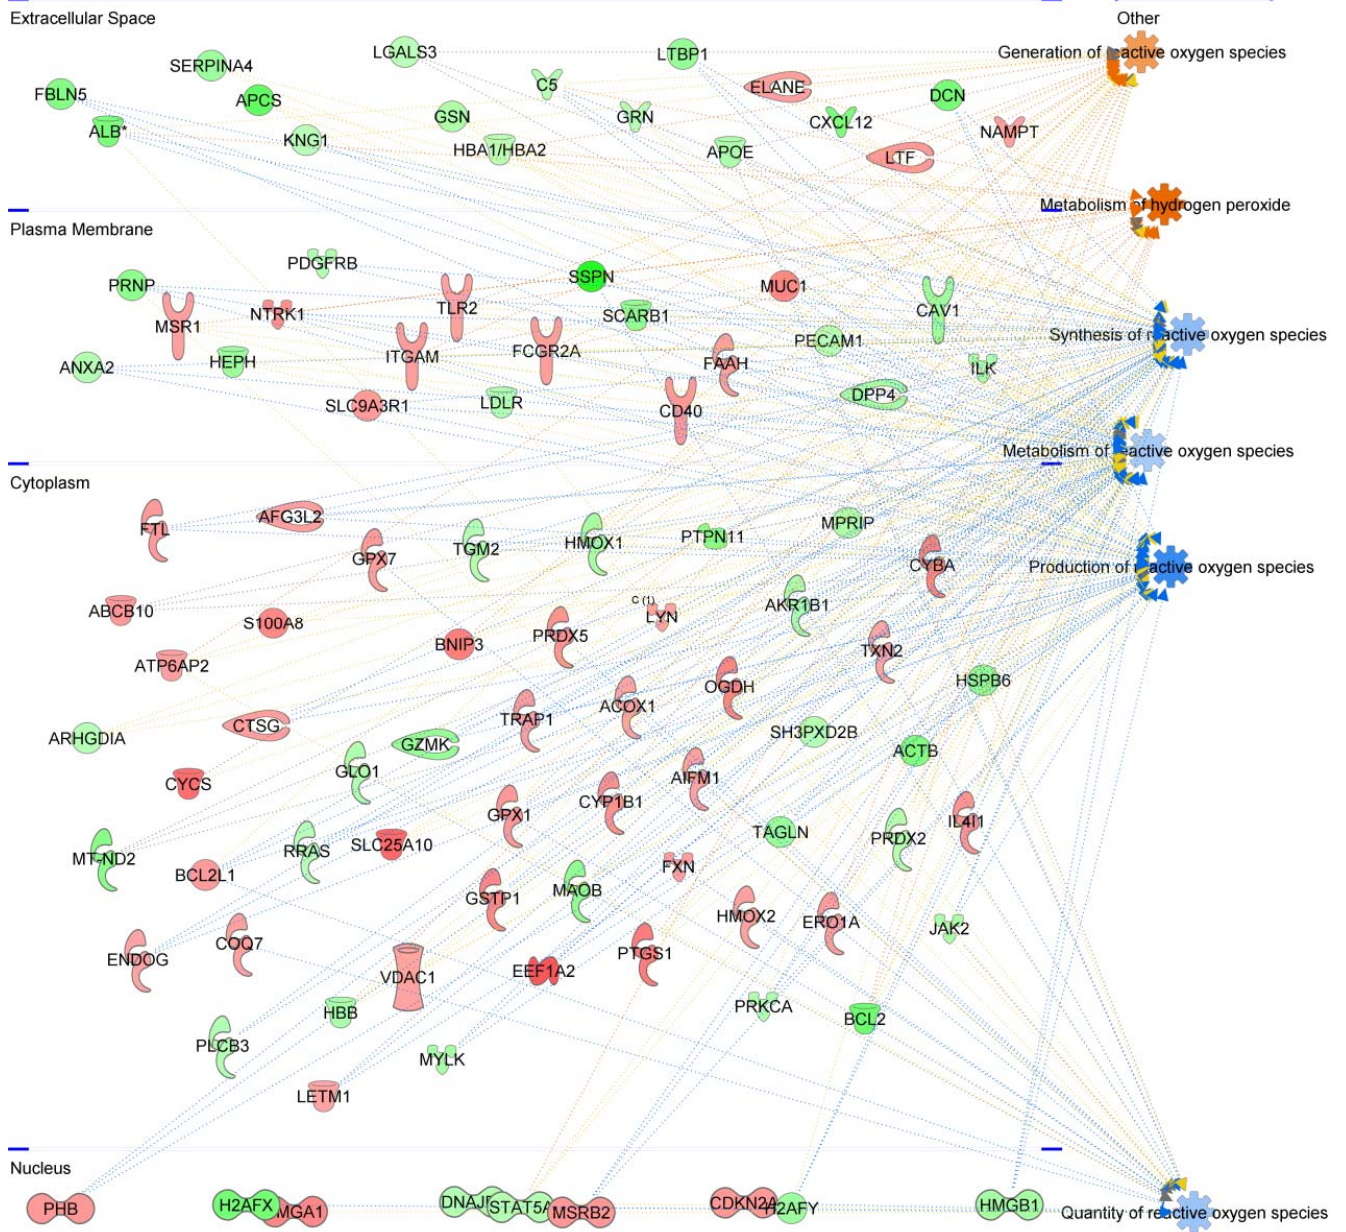 Extracellular Space
Other
LGALS3
LTBP1
Generation of reactive oxygen species
SERPINA4
C5
ELANE
FBLN5
APCS
DCN
GSN
GRN
CXCL12
ALB*
KNG1
NAMPT
HBA1/HBA2
APOE
LTF
Metabolism of hydrogen peroxide
Plasma Membrane
PDGFRB
SSPN
PRNP
MUC1
TLR2
NTRK1
SCARB1
CAV1
MSR1
Synthesis of reactive oxygen species
PECAM1
FCGR2A
ITGAM
HEPH
FAAH
ANXA2
ILK
DPP4
LDLR
SLC9A3R1
CD40
Metabolism of reactive oxygen species
Cytoplasm
AFG3L2
FTL
MPRIP
PTPN11
HMOX1
TGM2
GPX7
CYBA
Production of reactive oxygen species
C (1)
ABCB10
AKR1B1
LYN
S100A8
PRDX5
BNIP3
TXN2
ATP6AP2
HSPB6
OGDH
ACOX1
TRAP1
CTSG
SH3PXD2B
ARHGDIA
GZMK
ACTB
GLO1
AIFM1
CYCS
CYP1B1
GPX1
IL4I1
TAGLN
PRDX2
SLC25A10
RRAS
MT-ND2
FXN
BCL2L1
MAOB
GSTP1
HMOX2
ERO1A
JAK2
COQ7
PTGS1
ENDOG
EEF1A2
VDAC1
PRKCA
HBB
BCL2
PLCB3
MYLK
LETM1
Nucleus
PHB
H2AFX
MGA1
STAT5A
MSRB2
CDKN2A
H2AFY
HMGB1
Quantity of reactive oxygen species